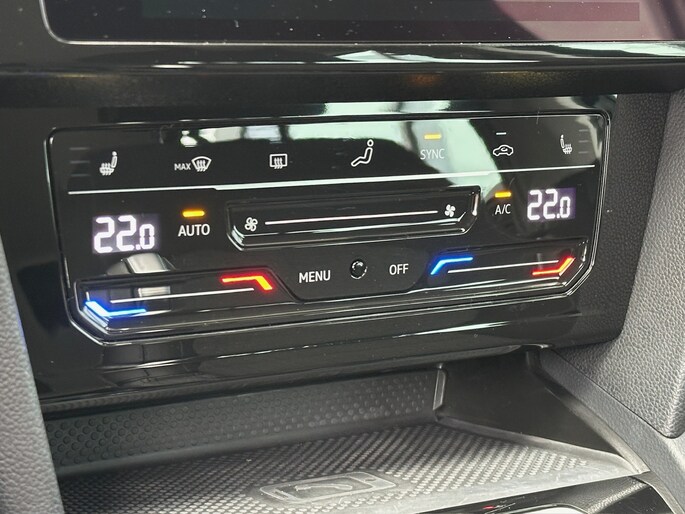 MAX
SYNC
22.0
AUTO
A/C
22.0
MENU
OFF